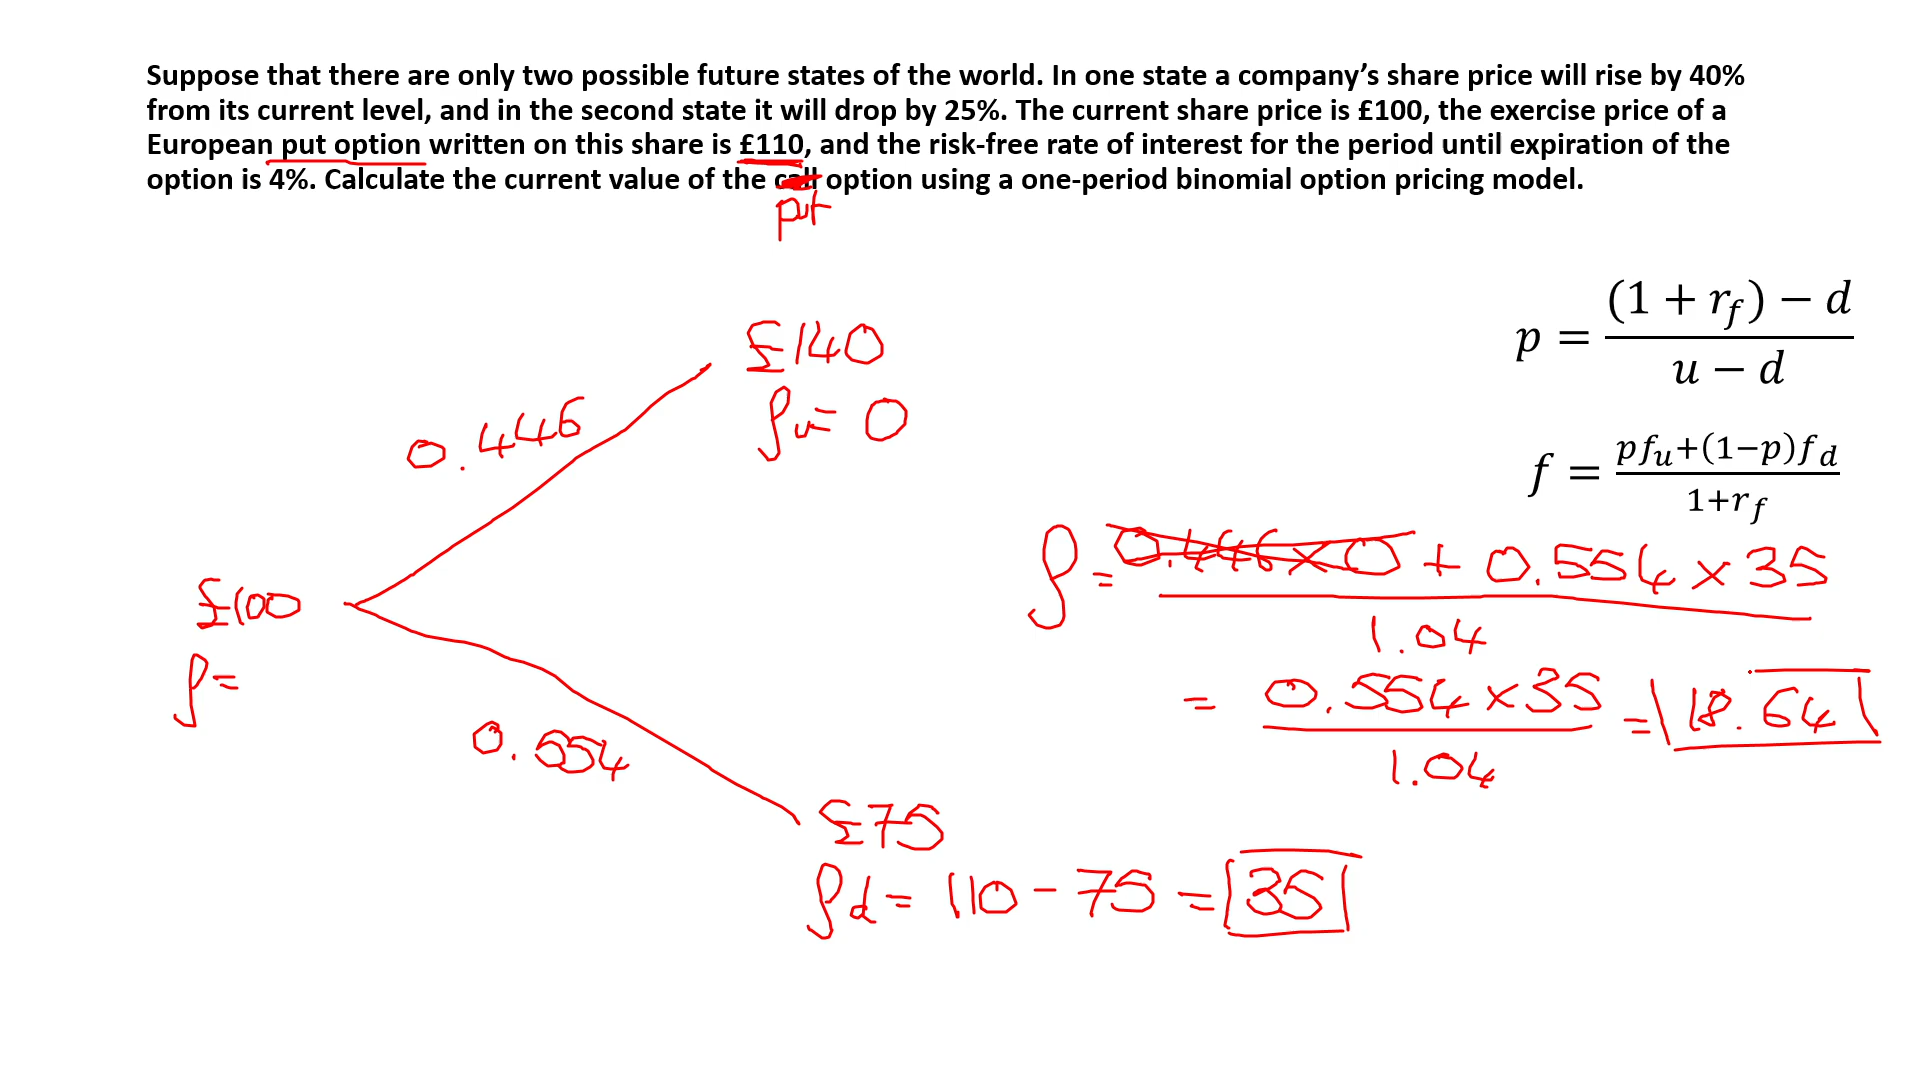 Suppose that there are only two possible future states of the world. In one state a company's share price will rise by 40%
from its current level, and in the second state it will drop by 25%. The current share price is £100, the exercise price of a
European put option written on this share is £110, and the risk-free rate of interest for the period until expiration of the
option is 4%. Calculate the current value of the call option using a one-period binomial option pricing model.
put
p = ((1 + r_f) − d) / (u − d)
f = (pf_u+(1−p)f_d) / (1+r_f)
£140
f_u = 0
0.446
£100
f =
0.554
£75
f_d = 110 - 75 = 35
f = (0.446 × 0 + 0.554 × 35) / 1.04
= (0.554 × 35) / 1.04 = 18.64